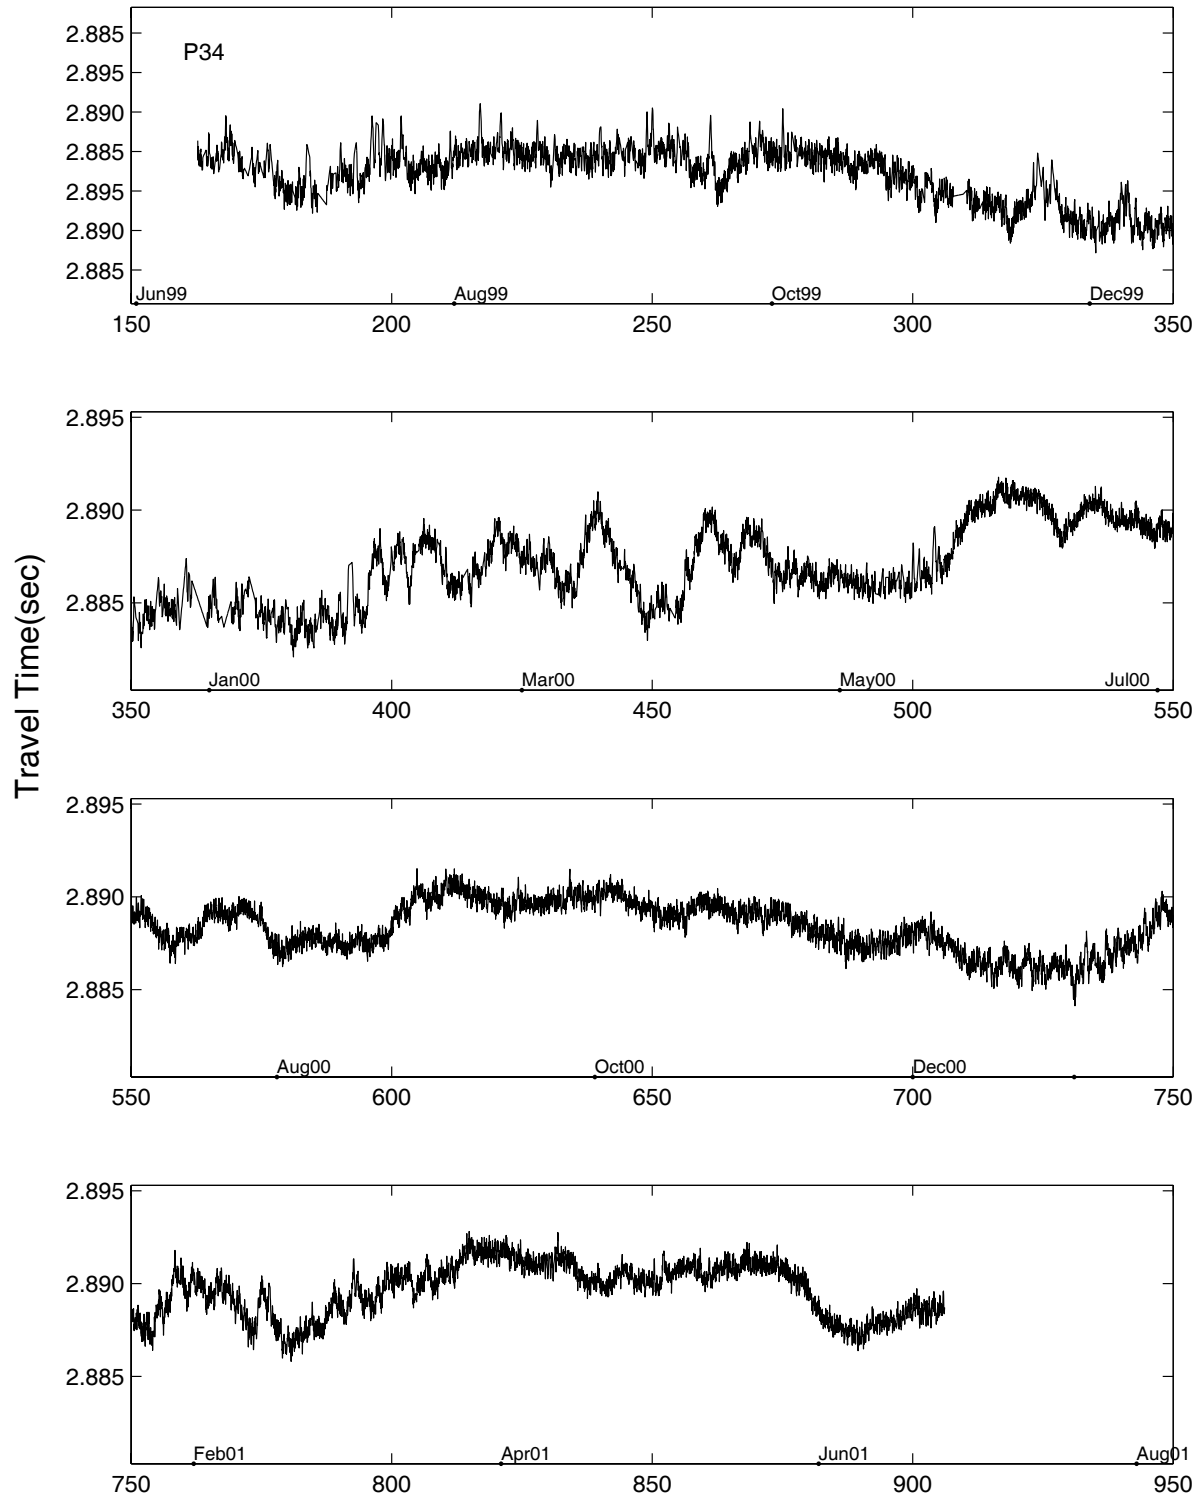 2.885
P34
2.895
2.890
2.885
2.895
2.890
2.885
Jun99 Aug99 Oct99 Dec99
150 200 250 300 350
2.895
2.890
2.885
Jan00 Mar00 May00 Jul00
350 400 450 500 550
Travel Time(sec)
2.895
2.890
2.885
Aug00 Oct00 Dec00
550 600 650 700 750
2.895
2.890
2.885
Feb01 Apr01 Jun01 Aug01
750 800 850 900 950